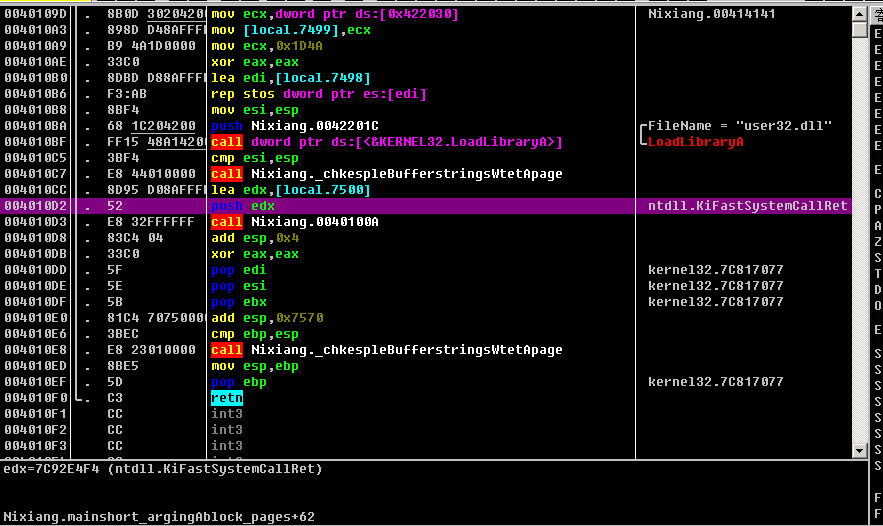 0040109D . 8B0D 30204200 mov ecx,dword ptr ds:[0x422030] Nixiang.00414141
004010A3 . 898D D48AFFFF mov [local.7499],ecx
004010A9 . B9 4A1D0000 mov ecx,0x1D4A
004010AE . 33C0 xor eax,eax
004010B0 . 8DBD D88AFFFF lea edi,[local.7498]
004010B6 . F3:AB rep stos dword ptr es:[edi]
004010B8 . 8BF4 mov esi,esp
004010BA . 68 1C204200 push Nixiang.0042201C FileName = "user32.dll"
004010BF . FF15 48A14200 call dword ptr ds:[<&KERNEL32.LoadLibraryA>] LoadLibraryA
004010C5 . 3BF4 cmp esi,esp
004010C7 . E8 44010000 call Nixiang._chkespleBufferstringsWtetApage
004010CC . 8D95 D08AFFFF lea edx,[local.7500]
004010D2 . 52 push edx ntdll.KiFastSystemCallRet
004010D3 . E8 32FFFFFF call Nixiang.0040100A
004010D8 . 83C4 04 add esp,0x4
004010DB . 33C0 xor eax,eax
004010DD . 5F pop edi kernel32.7C817077
004010DE . 5E pop esi kernel32.7C817077
004010DF . 5B pop ebx kernel32.7C817077
004010E0 . 81C4 70750000 add esp,0x7570
004010E6 . 3BEC cmp ebp,esp
004010E8 . E8 23010000 call Nixiang._chkespleBufferstringsWtetApage
004010ED . 8BE5 mov esp,ebp
004010EF . 5D pop ebp kernel32.7C817077
004010F0 . C3 retn
004010F1 CC int3
004010F2 CC int3
004010F3 CC int3
edx=7C92E4F4 (ntdll.KiFastSystemCallRet)
Nixiang.mainshort_argingAblock_pages+62